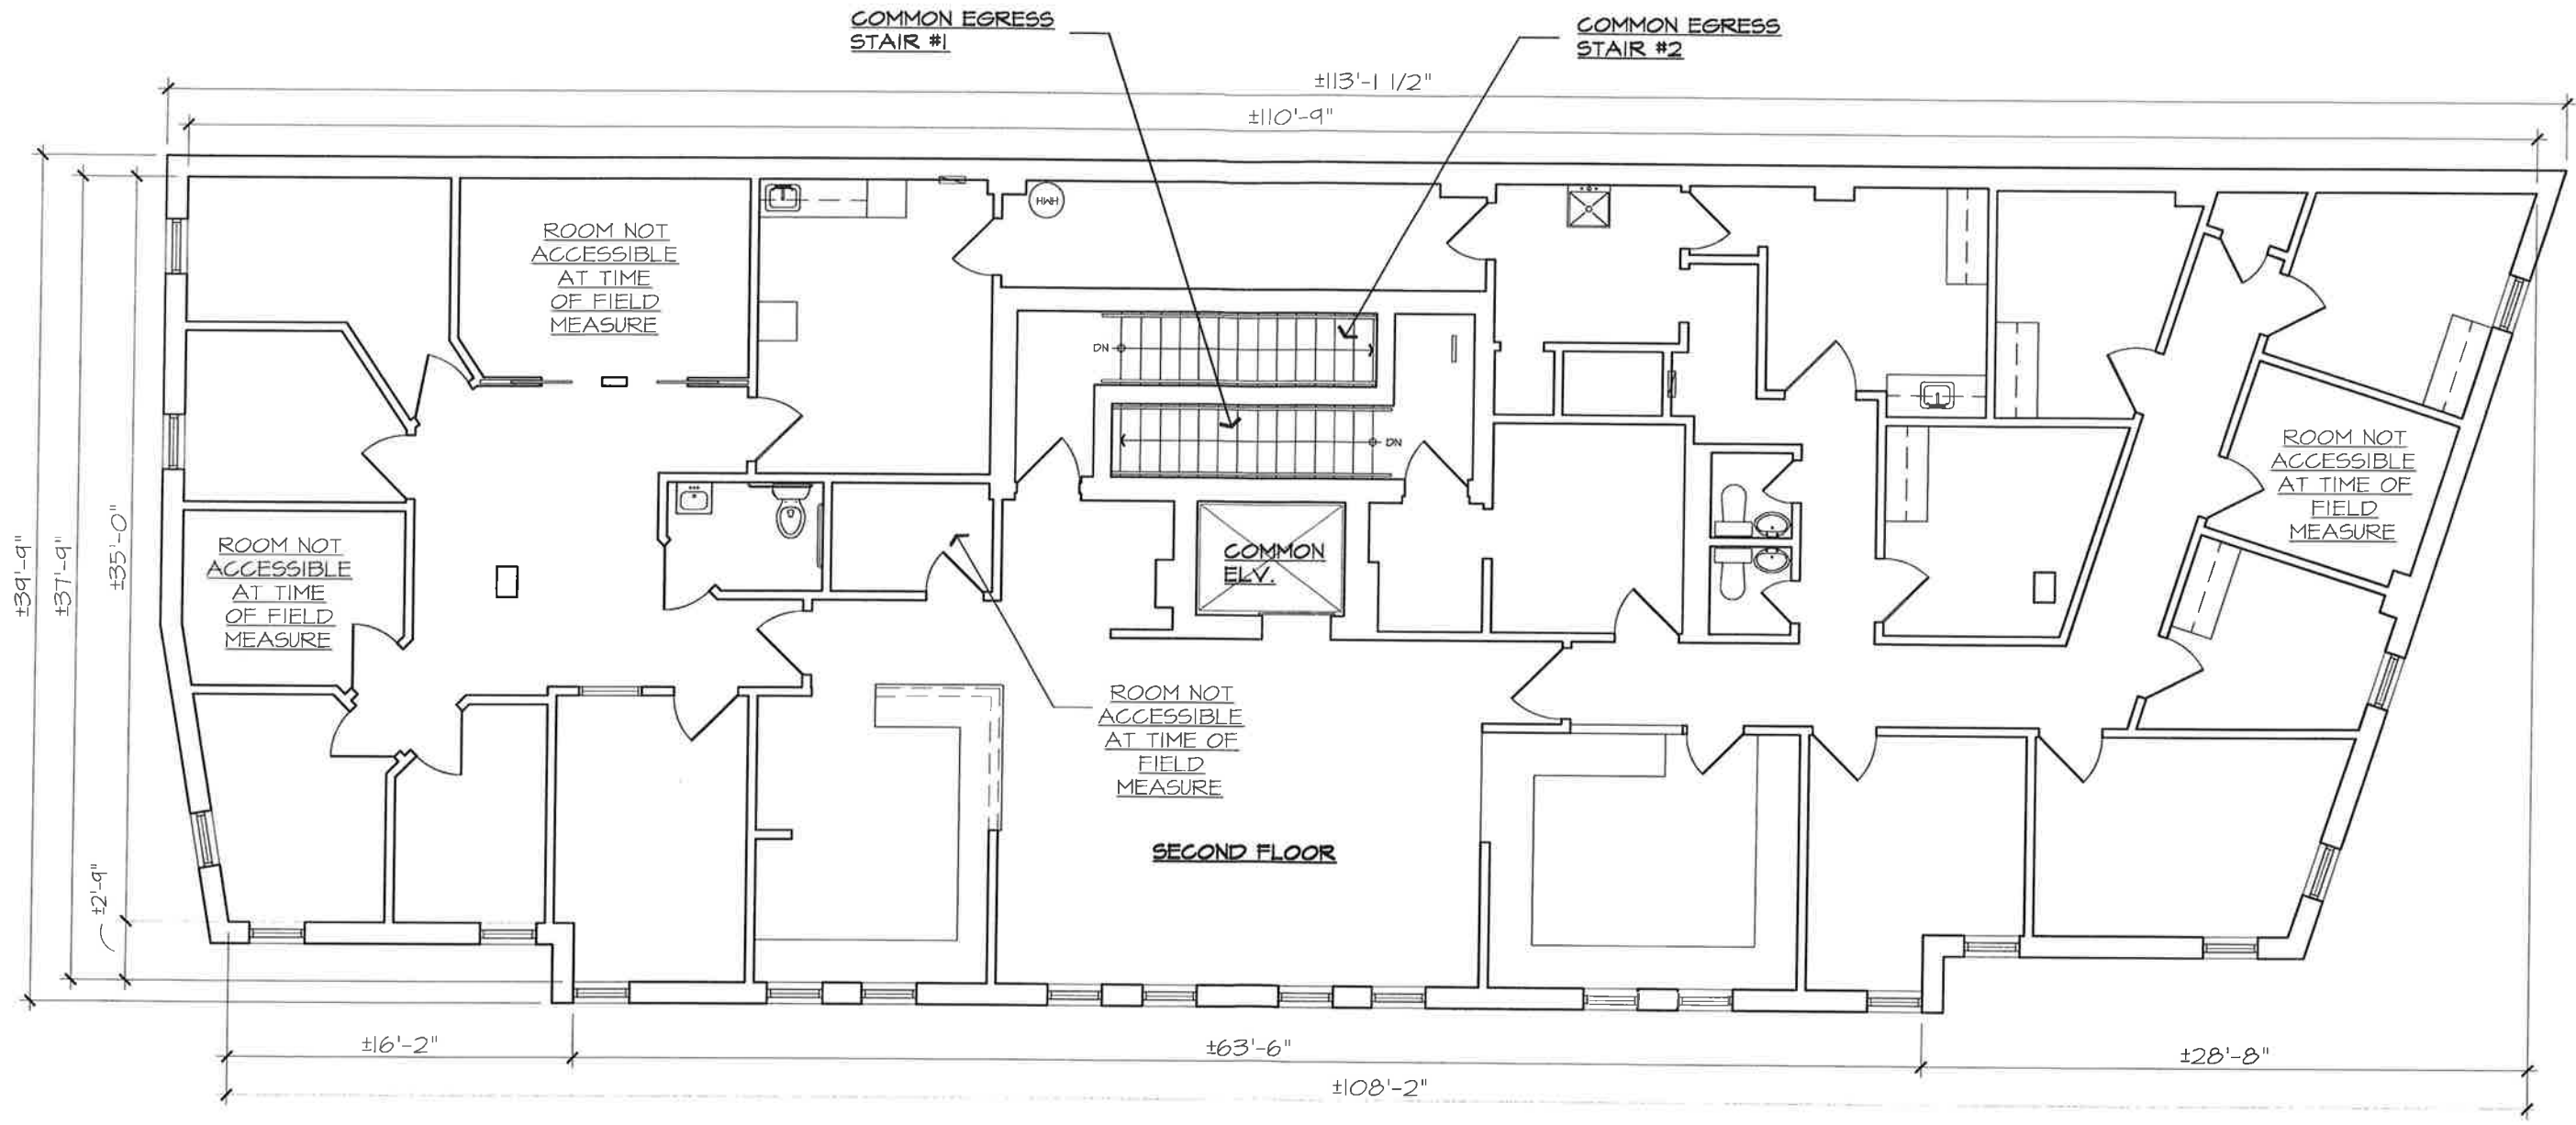 COMMON EGRESS
STAIR #1
COMMON EGRESS
STAIR #2
±113'-1 1/2"
±110'-9"
HWH
ROOM NOT
ACCESSIBLE
AT TIME
OF FIELD
MEASURE
DN
DN
ROOM NOT
ACCESSIBLE
AT TIME OF
FIELD
MEASURE
±39'-9"
±37'-9"
±35'-0"
ROOM NOT
ACCESSIBLE
AT TIME
OF FIELD
MEASURE
COMMON
ELV.
ROOM NOT
ACCESSIBLE
AT TIME OF
FIELD
MEASURE
SECOND FLOOR
±2'-9"
±16'-2"
±63'-6"
±28'-8"
±108'-2"